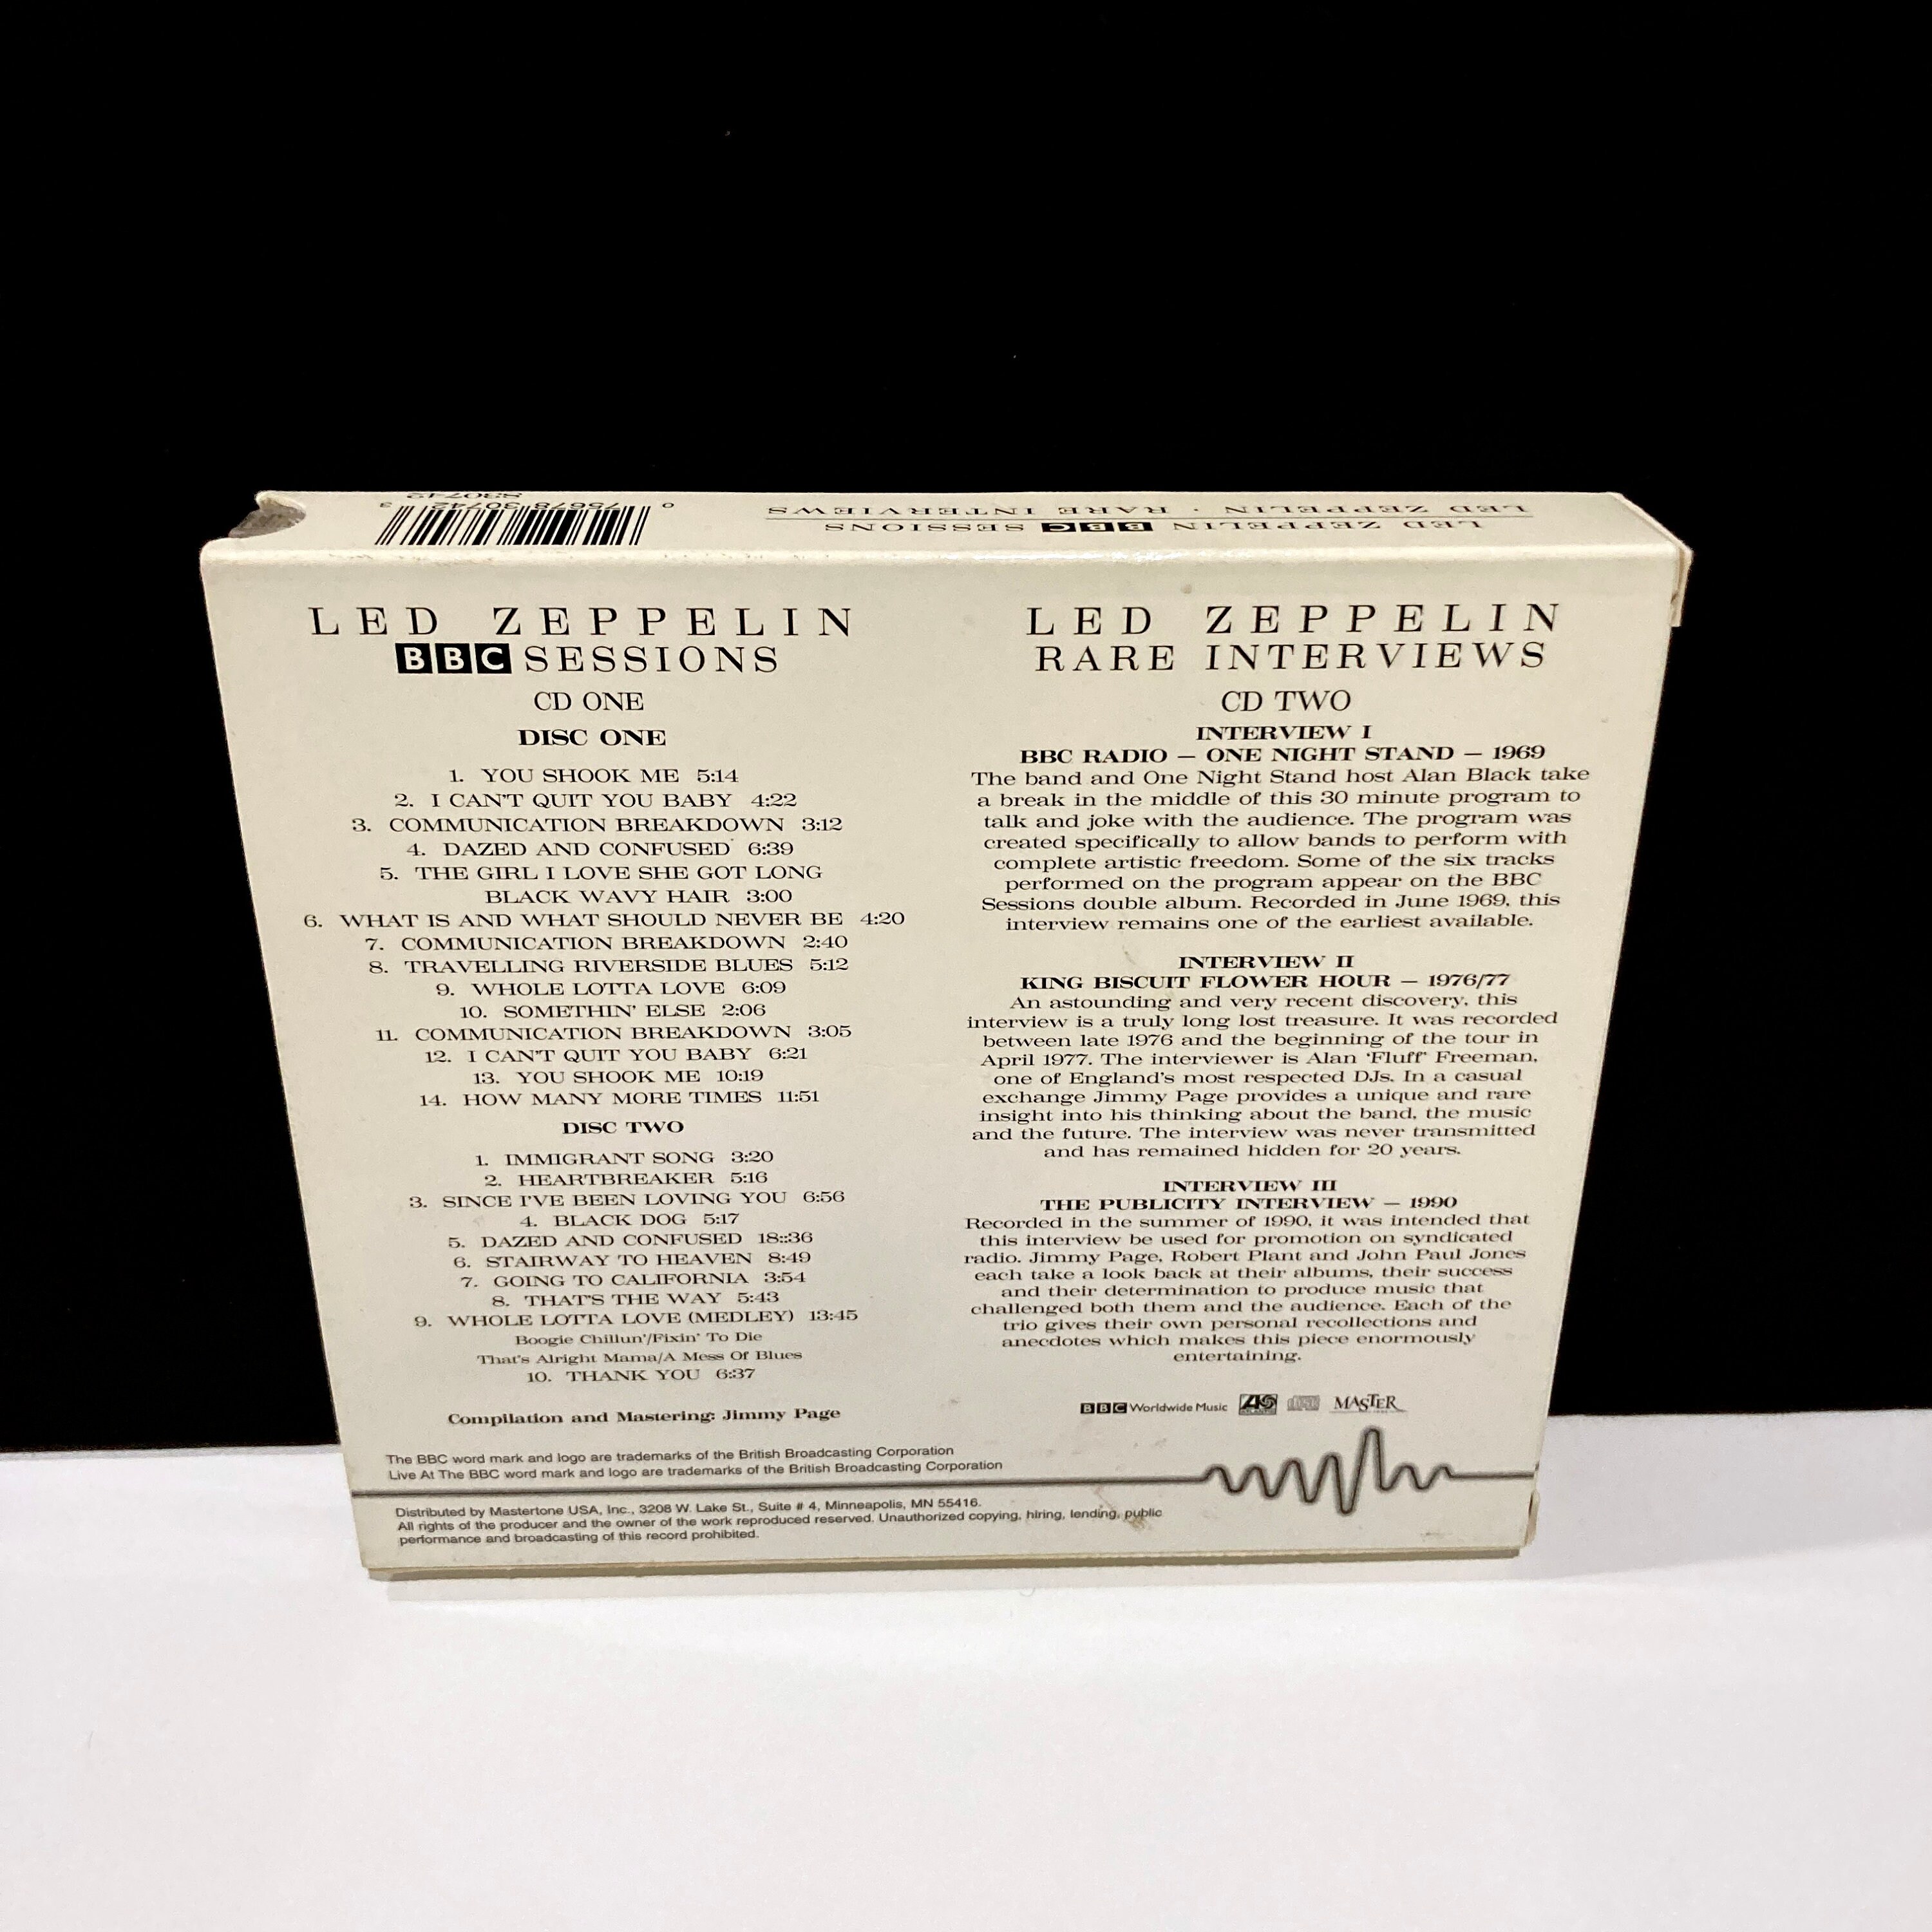 LED ZEPPELIN · RARE INTERVIEWS
LED ZEPPELIN BBC SESSIONS
0 75678 30742 3
830742
LED ZEPPELIN
BBC SESSIONS
CD ONE
DISC ONE
1. YOU SHOOK ME 5:14
2. I CAN'T QUIT YOU BABY 4:22
3. COMMUNICATION BREAKDOWN 3:12
4. DAZED AND CONFUSED 6:39
5. THE GIRL I LOVE SHE GOT LONG
BLACK WAVY HAIR 3:00
6. WHAT IS AND WHAT SHOULD NEVER BE 4:20
7. COMMUNICATION BREAKDOWN 2:40
8. TRAVELLING RIVERSIDE BLUES 5:12
9. WHOLE LOTTA LOVE 6:09
10. SOMETHIN' ELSE 2:06
11. COMMUNICATION BREAKDOWN 3:05
12. I CAN'T QUIT YOU BABY 6:21
13. YOU SHOOK ME 10:19
14. HOW MANY MORE TIMES 11:51
DISC TWO
1. IMMIGRANT SONG 3:20
2. HEARTBREAKER 5:16
3. SINCE I'VE BEEN LOVING YOU 6:56
4. BLACK DOG 5:17
5. DAZED AND CONFUSED 18::36
6. STAIRWAY TO HEAVEN 8:49
7. GOING TO CALIFORNIA 3:54
8. THAT'S THE WAY 5:43
9. WHOLE LOTTA LOVE (MEDLEY) 13:45
Boogie Chillun'/Fixin' To Die
That's Alright Mama/A Mess Of Blues
10. THANK YOU 6:37
Compilation and Mastering: Jimmy Page
LED ZEPPELIN
RARE INTERVIEWS
CD TWO
INTERVIEW I
BBC RADIO – ONE NIGHT STAND – 1969
The band and One Night Stand host Alan Black take
a break in the middle of this 30 minute program to
talk and joke with the audience. The program was
created specifically to allow bands to perform with
complete artistic freedom. Some of the six tracks
performed on the program appear on the BBC
Sessions double album. Recorded in June 1969, this
interview remains one of the earliest available.
INTERVIEW II
KING BISCUIT FLOWER HOUR – 1976/77
An astounding and very recent discovery, this
interview is a truly long lost treasure. It was recorded
between late 1976 and the beginning of the tour in
April 1977. The interviewer is Alan 'Fluff' Freeman,
one of England's most respected DJs. In a casual
exchange Jimmy Page provides a unique and rare
insight into his thinking about the band, the music
and the future. The interview was never transmitted
and has remained hidden for 20 years.
INTERVIEW III
THE PUBLICITY INTERVIEW – 1990
Recorded in the summer of 1990, it was intended that
this interview be used for promotion on syndicated
radio. Jimmy Page, Robert Plant and John Paul Jones
each take a look back at their albums, their success
and their determination to produce music that
challenged both them and the audience. Each of the
trio gives their own personal recollections and
anecdotes which makes this piece enormously
entertaining.
BBC Worldwide Music ATLANTIC MASTER
The BBC word mark and logo are trademarks of the British Broadcasting Corporation
Live At The BBC word mark and logo are trademarks of the British Broadcasting Corporation
Distributed by Mastertone USA, Inc., 3208 W. Lake St., Suite # 4, Minneapolis, MN 55416.
All rights of the producer and the owner of the work reproduced reserved. Unauthorized copying, hiring, lending, public
performance and broadcasting of this record prohibited.